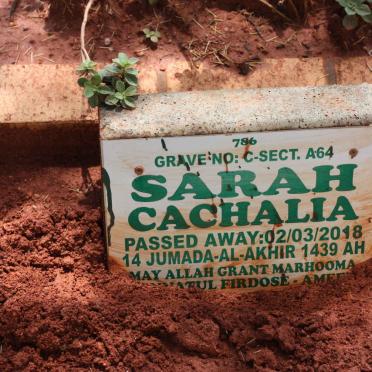 786
GRAVE NO: C-SECT. A64
SARAH
CACHALIA
PASSED AWAY:02/03/2018
14 JUMADA-AL-AKHIR 1439 AH
MAY ALLAH GRANT MARHOOMA
FIRDOSE -